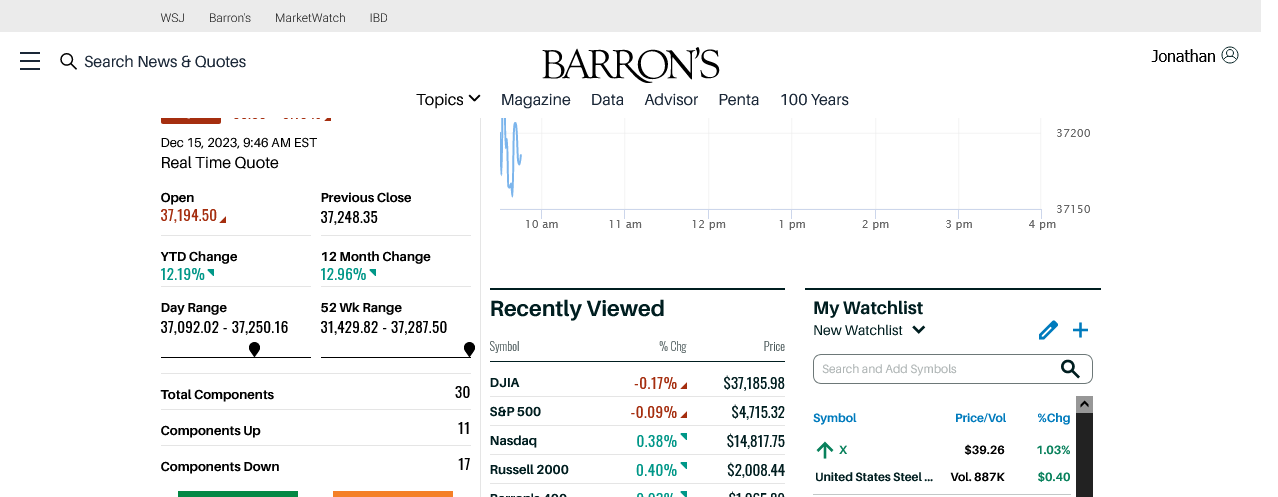 WSJ Barron's MarketWatch IBD
Search News & Quotes
BARRON'S
Jonathan
Topics Magazine Data Advisor Penta 100 Years
Dec 15, 2023, 9:46 AM EST
Real Time Quote
Open Previous Close
37,194.50 37,248.35
YTD Change 12 Month Change
12.19% 12.96%
Day Range 52 Wk Range
37,092.02 - 37,250.16 31,429.82 - 37,287.50
Total Components 30
Components Up 11
Components Down 17
37200
37150
10 am 11 am 12 pm 1 pm 2 pm 3 pm 4 pm
Recently Viewed
Symbol % Chg Price
DJIA -0.17% $37,185.98
S&P 500 -0.09% $4,715.32
Nasdaq 0.38% $14,817.75
Russell 2000 0.40% $2,008.44
My Watchlist
New Watchlist
Search and Add Symbols
Symbol Price/Vol %Chg
X $39.26 1.03%
United States Steel ... Vol. 887K $0.40